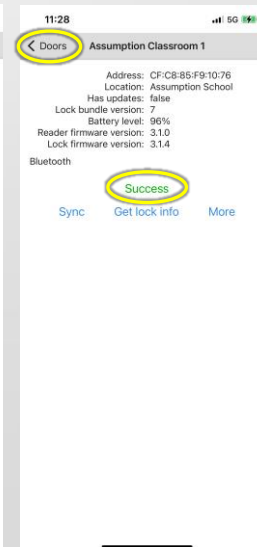 11:28 5G
Doors Assumption Classroom 1
Address: CF:C8:85:F9:10:76
Location: Assumption School
Has updates: false
Lock bundle version: 7
Battery level: 96%
Reader firmware version: 3.1.0
Lock firmware version: 3.1.4
Bluetooth
Success
Sync Get lock info More